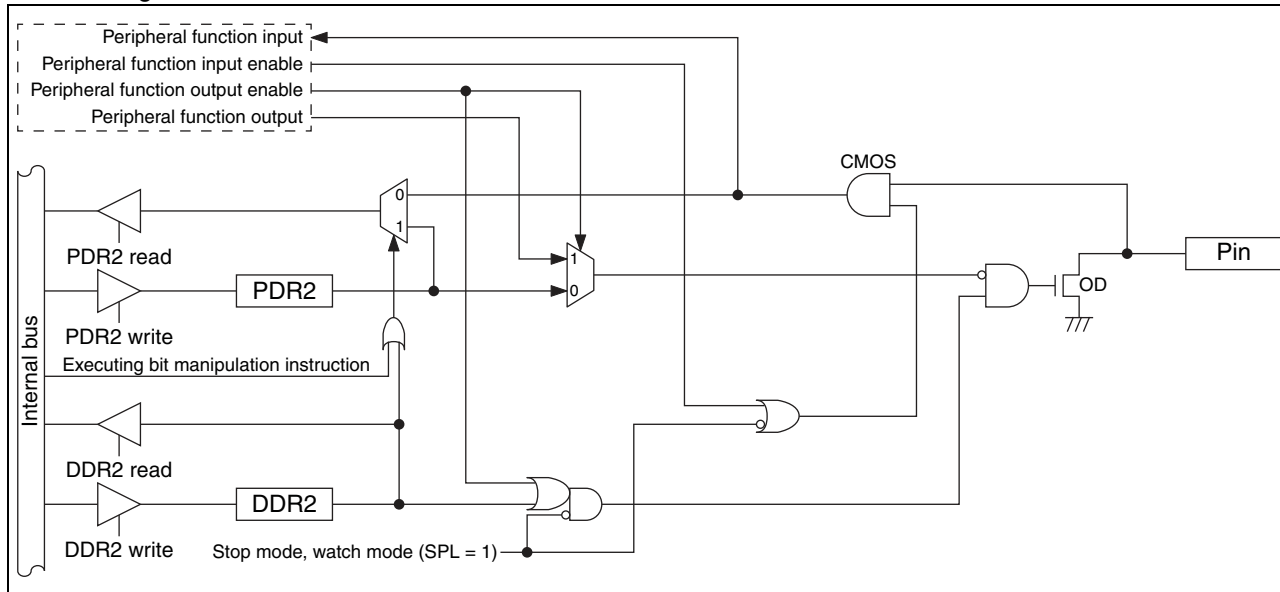 Peripheral function input
Peripheral function input enable
Peripheral function output enable
Peripheral function output
CMOS
0
1
PDR2 read
1
0
Pin
OD
PDR2
PDR2 write
Executing bit manipulation instruction
Internal bus
DDR2 read
DDR2
DDR2 write
Stop mode, watch mode (SPL = 1)